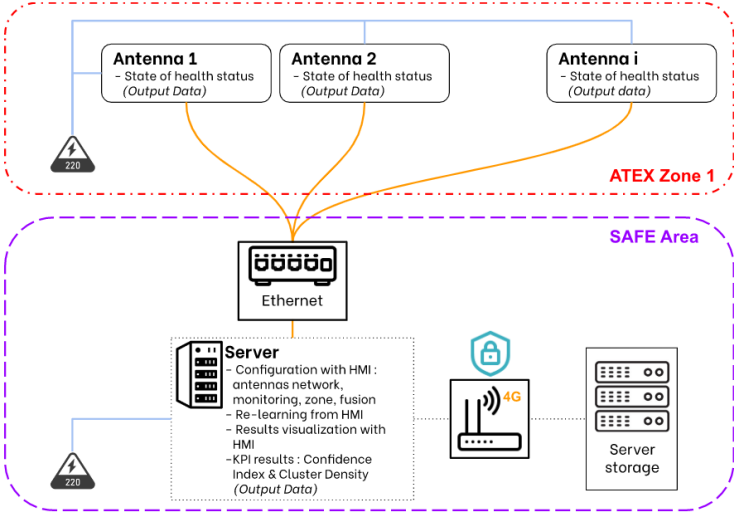 Antenna 1
- State of health status
(Output Data)
Antenna 2
- State of health status
(Output Data)
Antenna i
- State of health status
(Output data)
220
ATEX Zone 1
SAFE Area
Ethernet
Server
- Configuration with HMI :
antennas network,
monitoring, zone, fusion
- Re-learning from HMI
- Results visualization with
HMI
-KPI results : Confidence
Index & Cluster Density
(Output Data)
220
4G
Server
storage